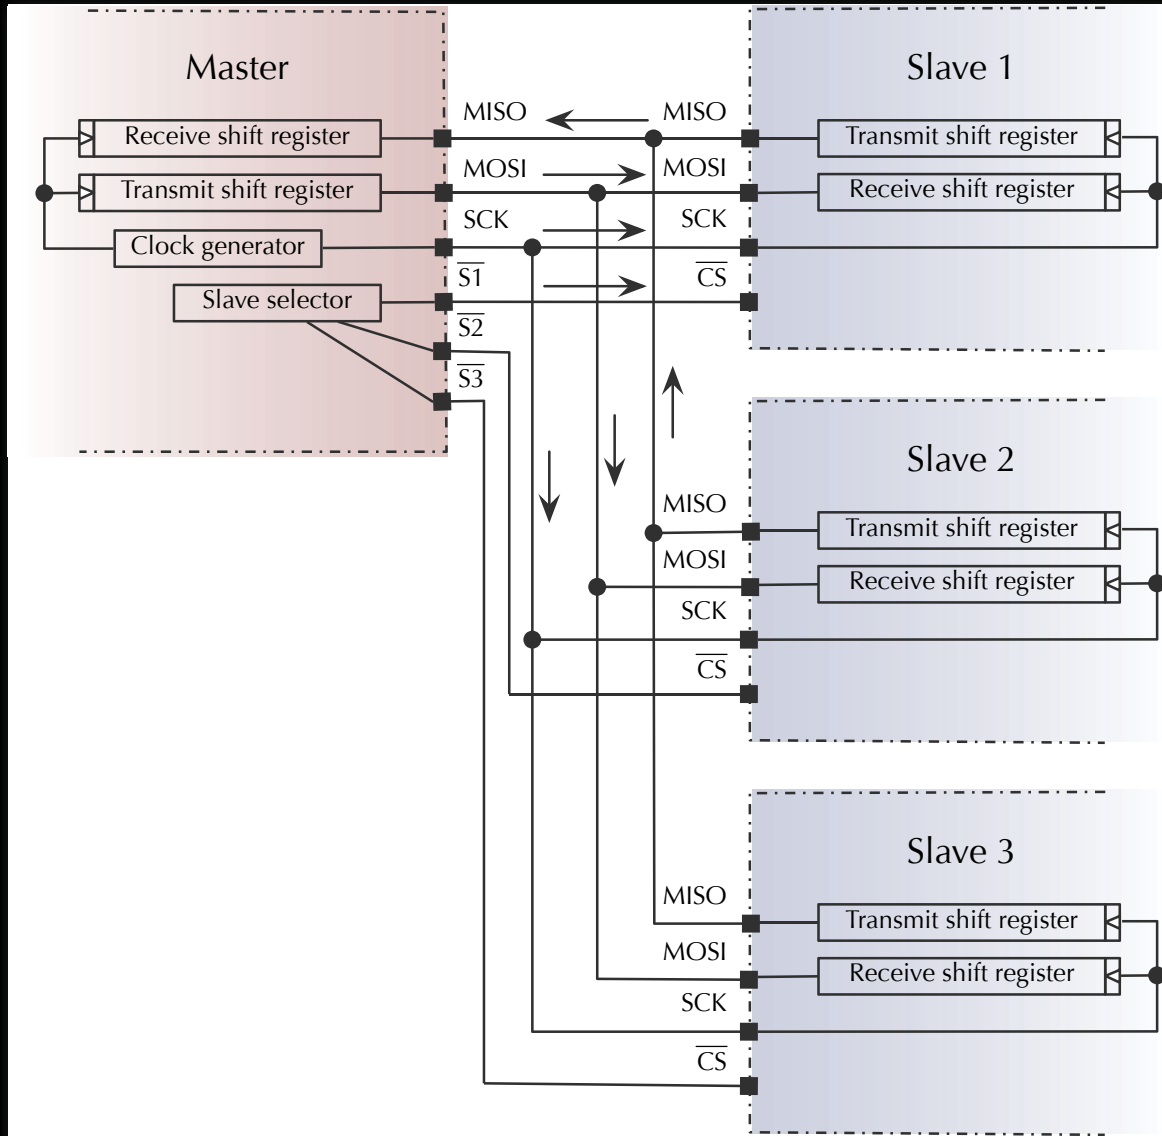 Master
Receive shift register
Transmit shift register
Clock generator
Slave selector
MISO
MOSI
SCK
S1
S2
S3
Slave 1
MISO
MOSI
SCK
CS
Transmit shift register
Receive shift register
Slave 2
MISO
MOSI
SCK
CS
Transmit shift register
Receive shift register
Slave 3
MISO
MOSI
SCK
CS
Transmit shift register
Receive shift register